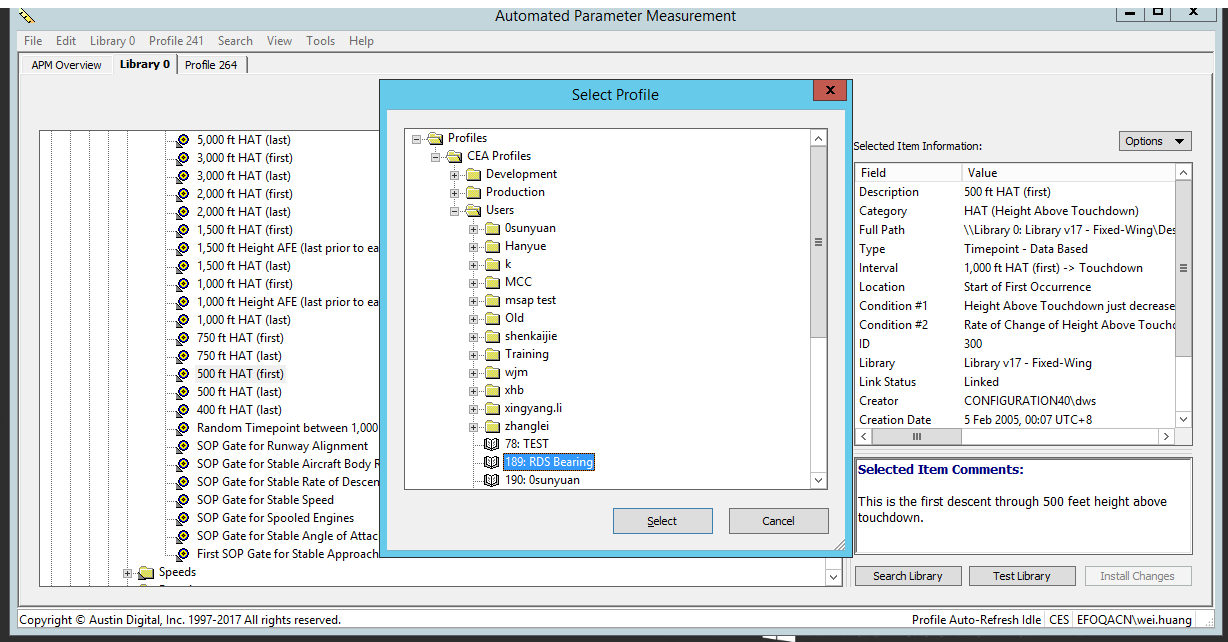 Automated Parameter Measurement
File Edit Library 0 Profile 241 Search View Tools Help
APM Overview Library 0 Profile 264
5,000 ft HAT (last)
3,000 ft HAT (first)
3,000 ft HAT (last)
2,000 ft HAT (first)
2,000 ft HAT (last)
1,500 ft HAT (first)
1,500 ft Height AFE (last prior to ea
1,500 ft HAT (last)
1,000 ft HAT (first)
1,000 ft Height AFE (last prior to ea
1,000 ft HAT (last)
750 ft HAT (first)
750 ft HAT (last)
500 ft HAT (first)
500 ft HAT (last)
400 ft HAT (last)
Random Timepoint between 1,000
SOP Gate for Runway Alignment
SOP Gate for Stable Aircraft Body R
SOP Gate for Stable Rate of Descen
SOP Gate for Stable Speed
SOP Gate for Spooled Engines
SOP Gate for Stable Angle of Attac
First SOP Gate for Stable Approach
Speeds
Select Profile
Profiles
CEA Profiles
Development
Production
Users
0sunyuan
Hanyue
k
MCC
msap test
Old
shenkaijie
Training
wjm
xhb
xingyang.li
zhanglei
78: TEST
189: RDS Bearing
190: 0sunyuan
Select Cancel
Options
Selected Item Information:
Field Value
Description 500 ft HAT (first)
Category HAT (Height Above Touchdown)
Full Path \\Library 0: Library v17 - Fixed-Wing\Des
Type Timepoint - Data Based
Interval 1,000 ft HAT (first) -> Touchdown
Location Start of First Occurrence
Condition #1 Height Above Touchdown just decrease
Condition #2 Rate of Change of Height Above Touch
ID 300
Library Library v17 - Fixed-Wing
Link Status Linked
Creator CONFIGURATION40\dws
Creation Date 5 Feb 2005, 00:07 UTC+8
Selected Item Comments:
This is the first descent through 500 feet height above
touchdown.
Search Library Test Library Install Changes
Copyright © Austin Digital, Inc. 1997-2017 All rights reserved.
Profile Auto-Refresh Idle CES EFOQACN\wei.huang